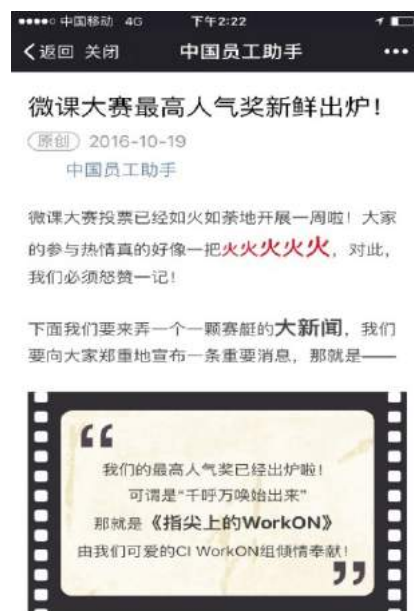 中国移动 4G 下午2:22
返回 关闭 中国员工助手
微课大赛最高人气奖新鲜出炉!
原创 2016-10-19
中国员工助手
微课大赛投票已经如火如荼地开展一周啦!大家
的参与热情真的好像一把火火火火火,对此,
我们必须怒赞一记!
下面我们要来弄一个一颗赛艇的大新闻,我们
要向大家郑重地宣布一条重要消息,那就是——
“
我们的最高人气奖已经出炉啦!
可谓是“千呼万唤始出来”
那就是《指尖上的WorkON》
由我们可爱的CI WorkON组倾情奉献!
”